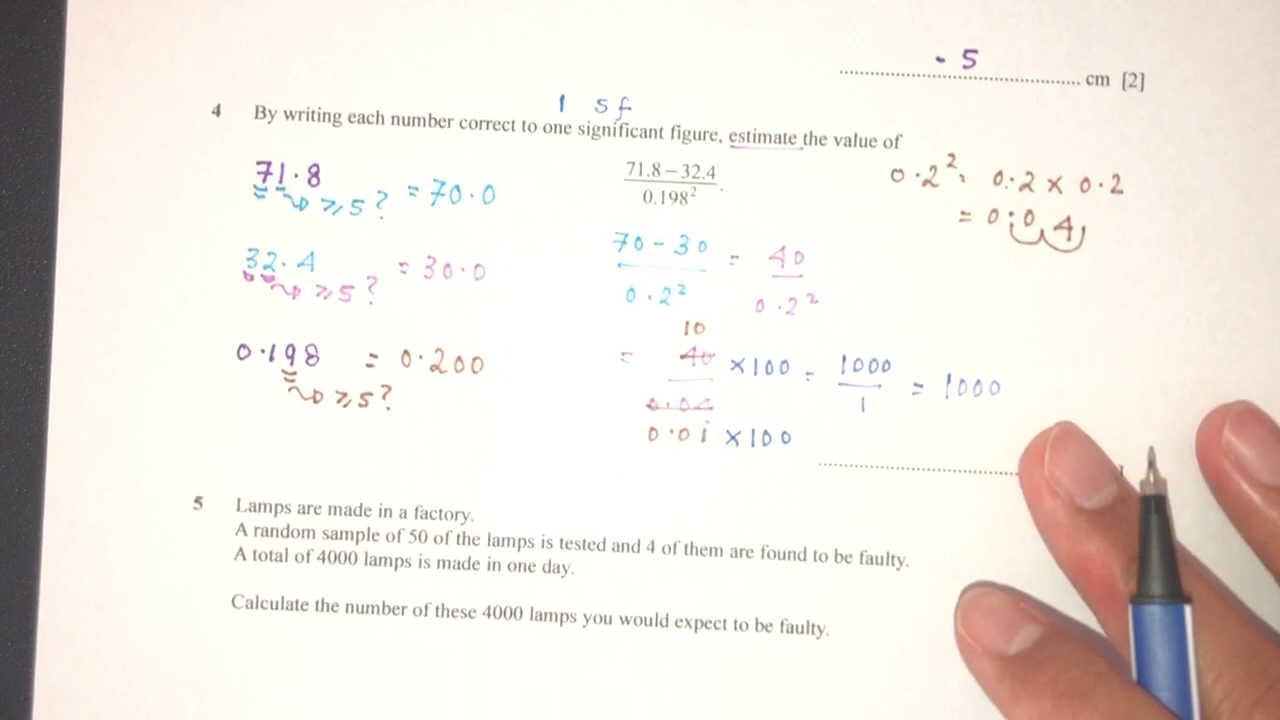 - 5
cm [2]
1 sf
4 By writing each number correct to one significant figure, estimate the value of
71.8 = 70.0
≥5?
71.8 − 32.4
0.198²
0.2² : 0.2 × 0.2
= 0.04
32.4 = 30.0
≥5?
70 - 30 = 40
0.2² 0.2²
0.198 = 0.200
≥5?
10
= 40 ×100 = 1000 = 1000
0.04 1
0.01 ×100
5 Lamps are made in a factory.
A random sample of 50 of the lamps is tested and 4 of them are found to be faulty.
A total of 4000 lamps is made in one day.
Calculate the number of these 4000 lamps you would expect to be faulty.